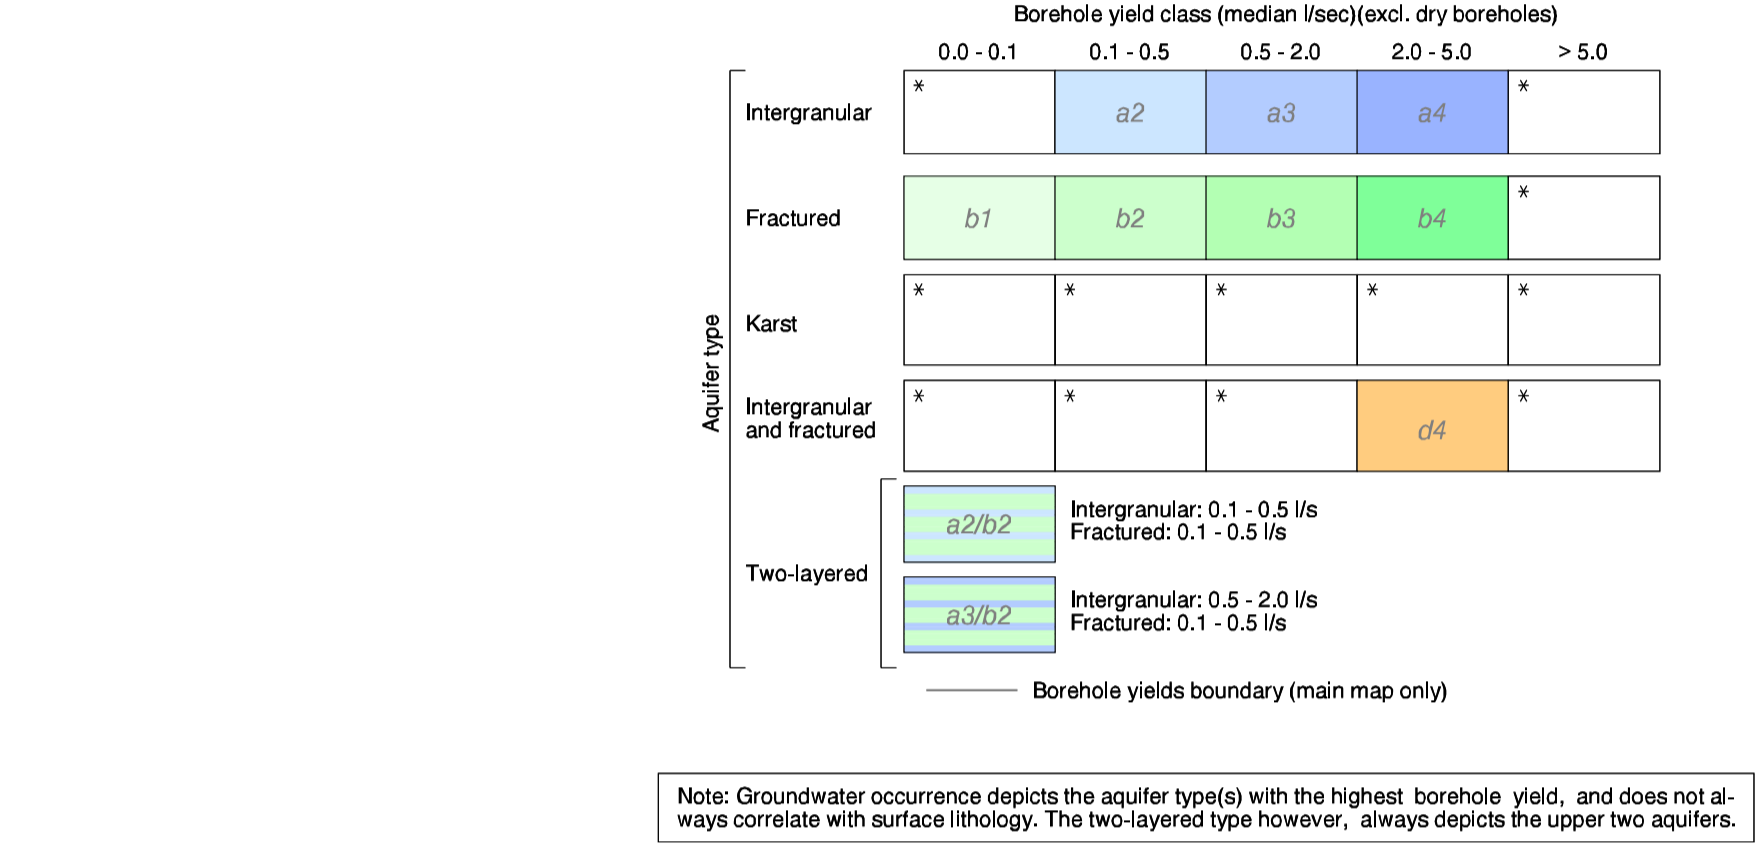 Borehole yield class (median l/sec)(excl. dry boreholes)
0.0 - 0.1 0.1 - 0.5 0.5 - 2.0 2.0 - 5.0 > 5.0
Aquifer type
Intergranular * a2 a3 a4 *
Fractured b1 b2 b3 b4 *
Karst * * * * *
Intergranular
and fractured * * * d4 *
Two-layered
a2/b2
Intergranular: 0.1 - 0.5 l/s
Fractured: 0.1 - 0.5 l/s
a3/b2
Intergranular: 0.5 - 2.0 l/s
Fractured: 0.1 - 0.5 l/s
Borehole yields boundary (main map only)
Note: Groundwater occurrence depicts the aquifer type(s) with the highest borehole yield, and does not al-
ways correlate with surface lithology. The two-layered type however, always depicts the upper two aquifers.